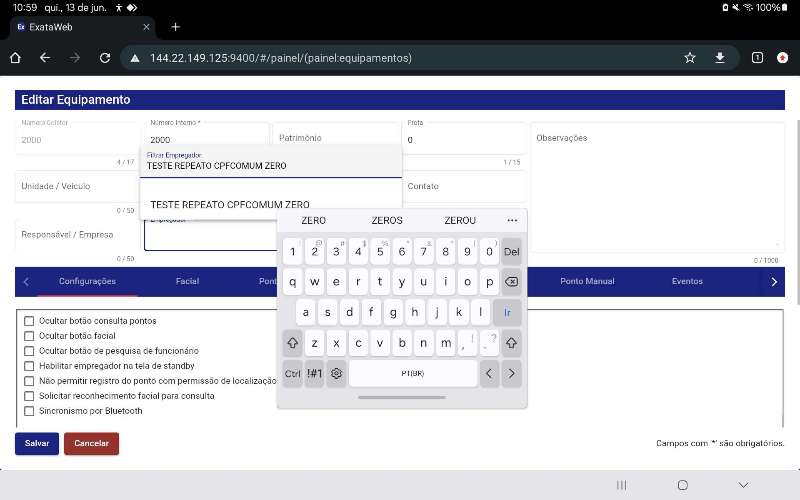 10:59 qui., 13 de jun.
100%
Ex ExataWeb
144.22.149.125:9400/#/painel/(painel:equipamentos)
1
Editar Equipamento
Número Coletor
2000
4 / 17
Número Interno *
2000
Patrimônio
Frota
0
1 / 15
Observações
0 / 1000
Filtrar Empregador
TESTE REPEATO CPFCOMUM ZERO
TESTE REPEATO CPFCOMUM ZERO
Unidade / Veículo
0 / 50
Contato
Responsável / Empresa
0 / 50
Empregador
ZERO ZEROS ZEROU ...
1 2 3 4 5 6 7 8 9 0 Del
q w e r t y u i o p
a s d f g h j k l Ir
z x c v b n m , ! . ?
Ctrl !#1 PT(BR) < >
Configurações Facial Pont Ponto Manual Eventos
Ocultar botão consulta pontos
Ocultar botão facial
Ocultar botão de pesquisa de funcionário
Habilitar empregador na tela de standby
Não permitir registro do ponto com permissão de localização
Solicitar reconhecimento facial para consulta
Sincronismo por Bluetooth
Salvar Cancelar
Campos com '*' são obrigatórios.